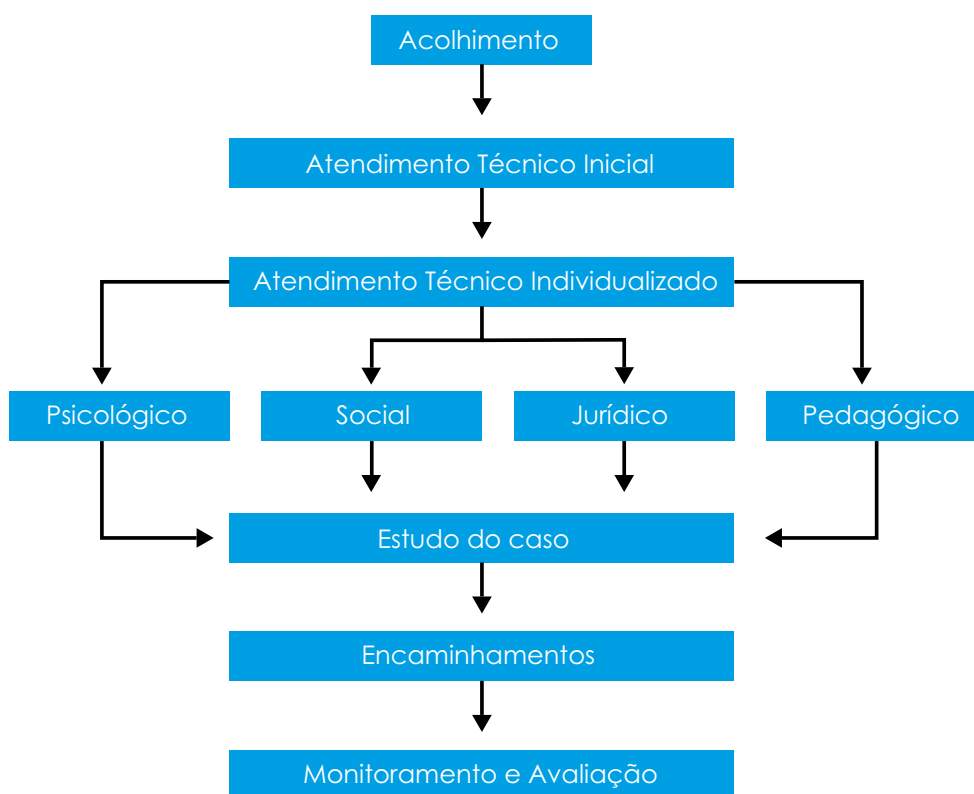 Acolhimento
Atendimento Técnico Inicial
Atendimento Técnico Individualizado
Psicológico
Social
Jurídico
Pedagógico
Estudo do caso
Encaminhamentos
Monitoramento e Avaliação